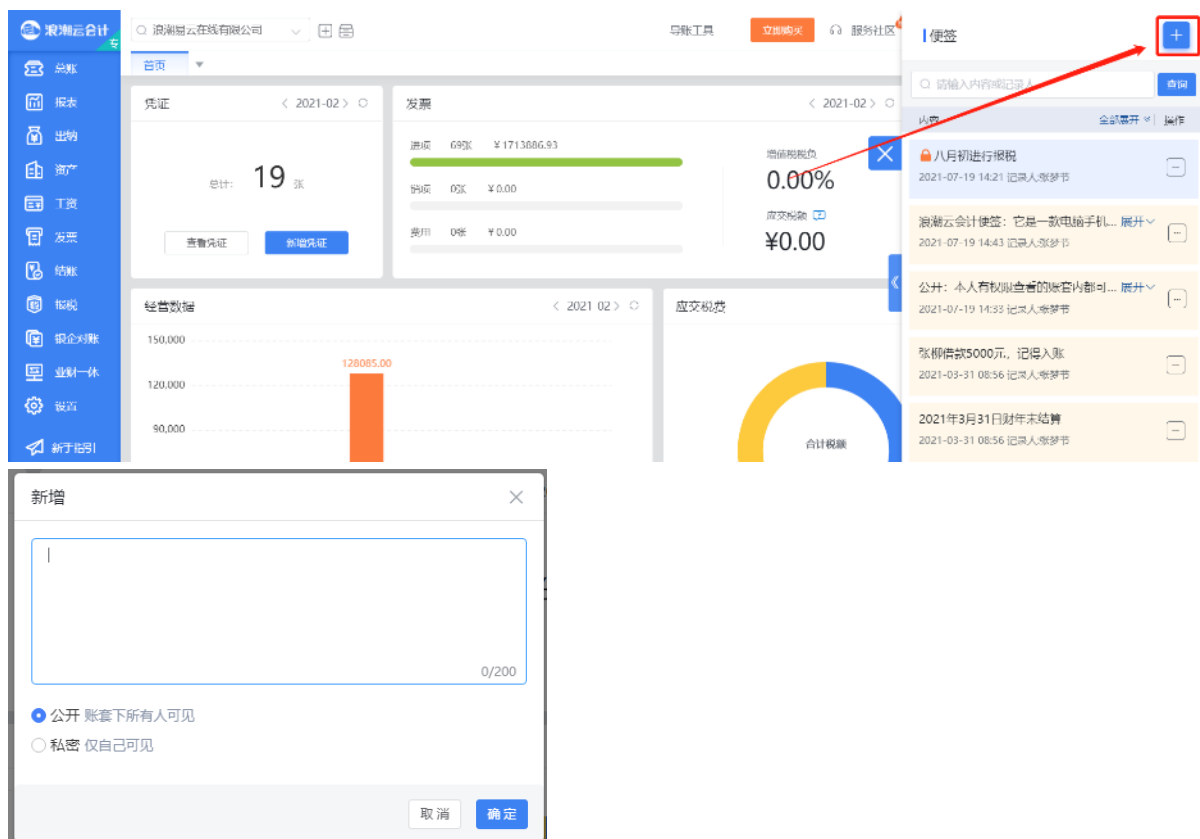 浪潮云会计
专
浪潮易云在线有限公司
导账工具
立即购买
服务社区
首页
总账
报表
出纳
资产
工资
发票
结账
报税
银企对账
业财一体
设置
新手指引
凭证
2021-02
总计: 19 张
查看凭证
新增凭证
发票
2021-02
进项 69张 ¥1713886.93
销项 0张 ¥0.00
费用 0张 ¥0.00
增值税税负
0.00%
应交税额
¥0.00
经营数据
2021 02
150,000
128085.00
120,000
90,000
应交税费
合计税额
便签
请输入内容或记录人
查询
内容 全部展开 操作
八月初进行报税
2021-07-19 14:21 记录人:张梦节
浪潮云会计便签: 它是一款电脑手机... 展开
2021-07-19 14:43 记录人:张梦节
公开: 本人有权限查看的账套内都可... 展开
2021-07-19 14:33 记录人:张梦节
张柳借款5000元, 记得入账
2021-03-31 08:56 记录人:张梦节
2021年3月31日财年末结算
2021-03-31 08:56 记录人:张梦节
新增
0/200
公开 账套下所有人可见
私密 仅自己可见
取消
确定